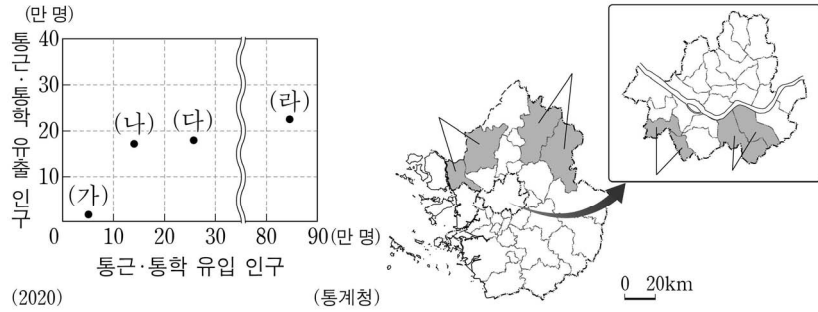 (만 명)
통근·통학 유출 인구
40
30
20
10
0
(가)
(나)
(다)
(라)
10 20 30 80 90 (만 명)
통근·통학 유입 인구
(2020)
(통계청)
0 20km